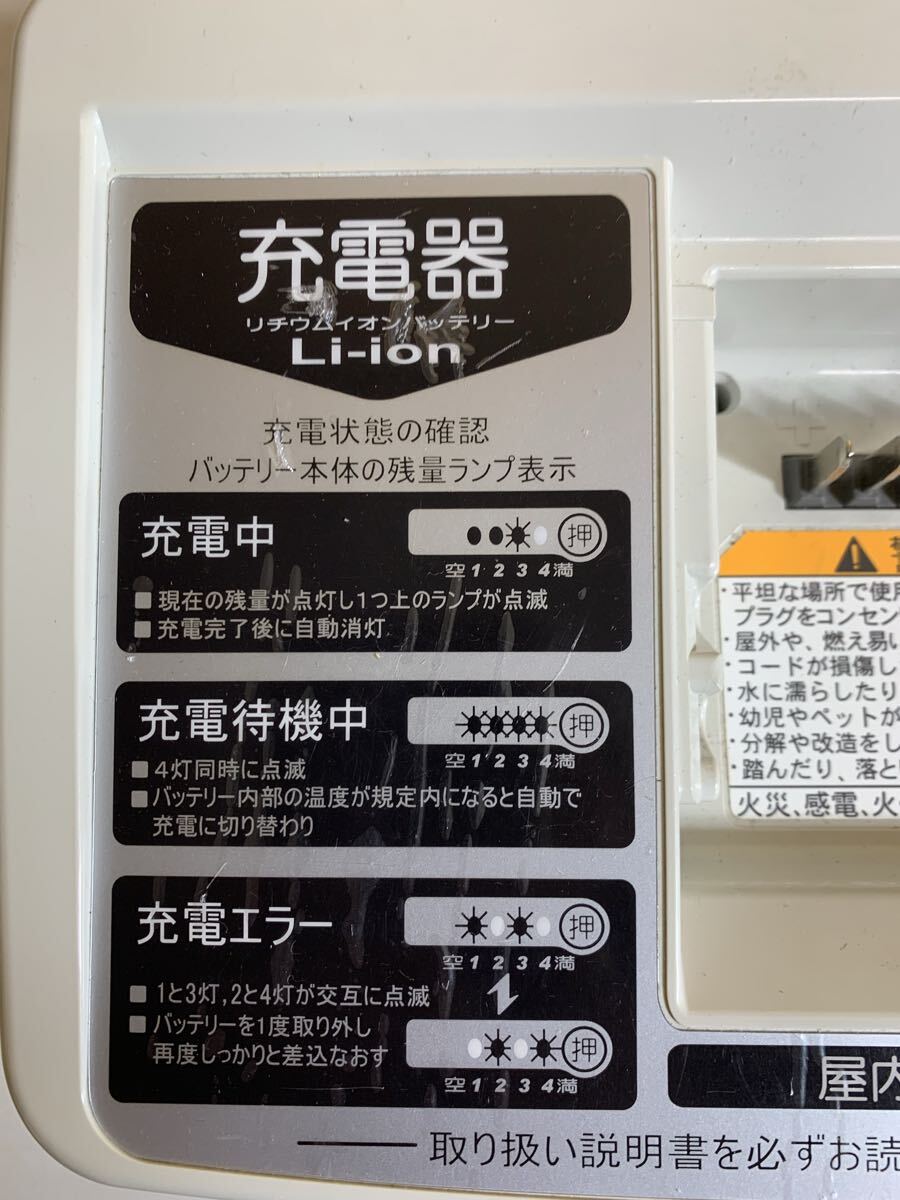 充電器
リチウムイオンバッテリー
Li-ion
充電状態の確認
バッテリー本体の残量ランプ表示
充電中
押
空 1 2 3 4 満
■ 現在の残量が点灯し1つ上のランプが点滅
■ 充電完了後に自動消灯
充電待機中
押
空 1 2 3 4 満
■ 4灯同時に点滅
■ バッテリー内部の温度が規定内になると自動で
充電に切り替わり
充電エラー
押
空 1 2 3 4 満
■ 1と3灯,2と4灯が交互に点滅
■ バッテリーを1度取り外し
再度しっかりと差込なおす
押
空 1 2 3 4 満
+
・平坦な場所で使用
プラグをコンセン
・屋外や、燃え易い
・コードが損傷し
・水に濡らしたり
・幼児やペットが
・分解や改造をし
・踏んだり、落と
火災、感電、火
屋内
取り扱い説明書を必ずお読